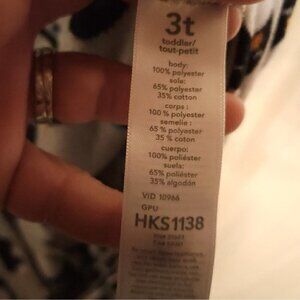 3t
toddler/
tout-petit
body:
100% polyester
sole:
65% polyester
35% cotton
corps :
100 % polyester
semelle :
65 % polyester
35 % coton
cuerpo:
100% poliéster
suela:
65% poliéster
35% algodón
VID 10966
GPU
HKS1138